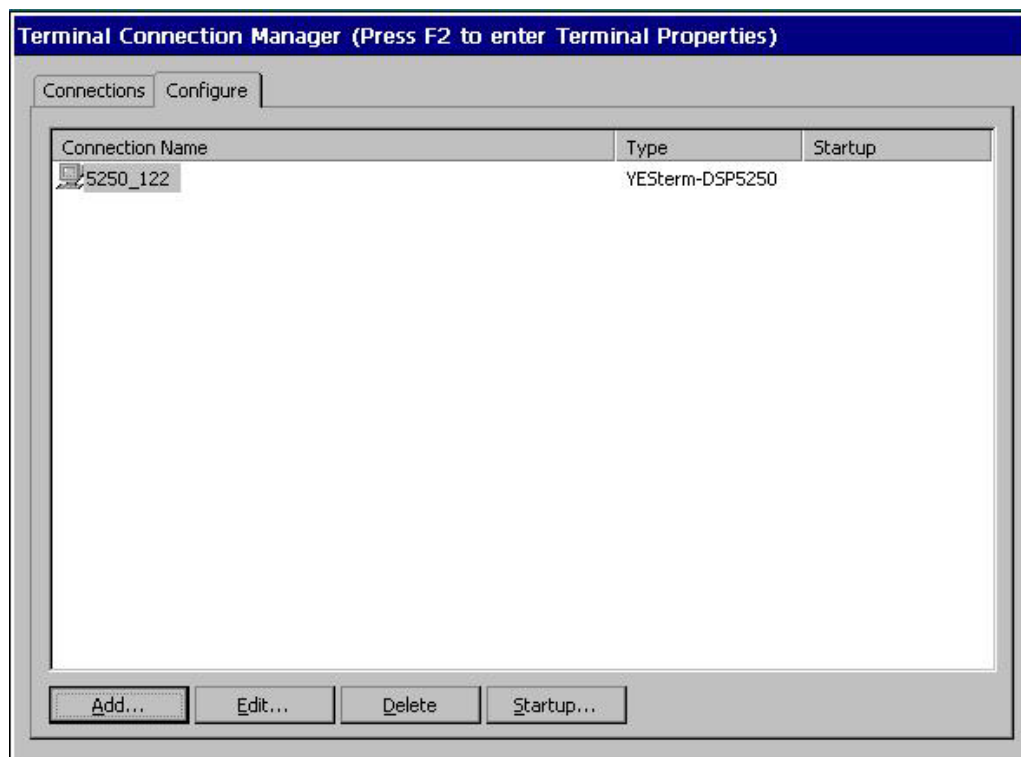 Terminal Connection Manager (Press F2 to enter Terminal Properties)
Connections Configure
Connection Name Type Startup
5250_122 YESterm-DSP5250
Add... Edit... Delete Startup...